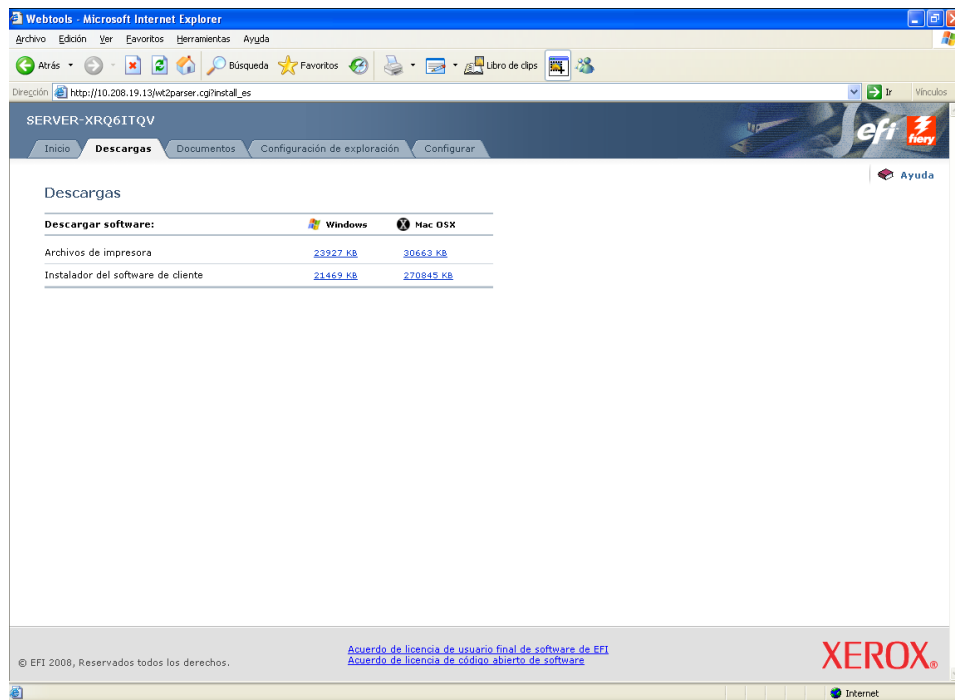 Webtools - Microsoft Internet Explorer
Archivo Edición Ver Favoritos Herramientas Ayuda
Atrás Búsqueda Favoritos Libro de clips
Dirección http://10.208.19.13/wt2parser.cgi?install_es Ir Vínculos
SERVER-XRQ6ITQV
efi fiery
Inicio Descargas Documentos Configuración de exploración Configurar
Ayuda
Descargas
Descargar software: Windows Mac OSX
Archivos de impresora 23927 KB 30663 KB
Instalador del software de cliente 21469 KB 270845 KB
Acuerdo de licencia de usuario final de software de EFI
© EFI 2008, Reservados todos los derechos. Acuerdo de licencia de código abierto de software
XEROX®
Internet